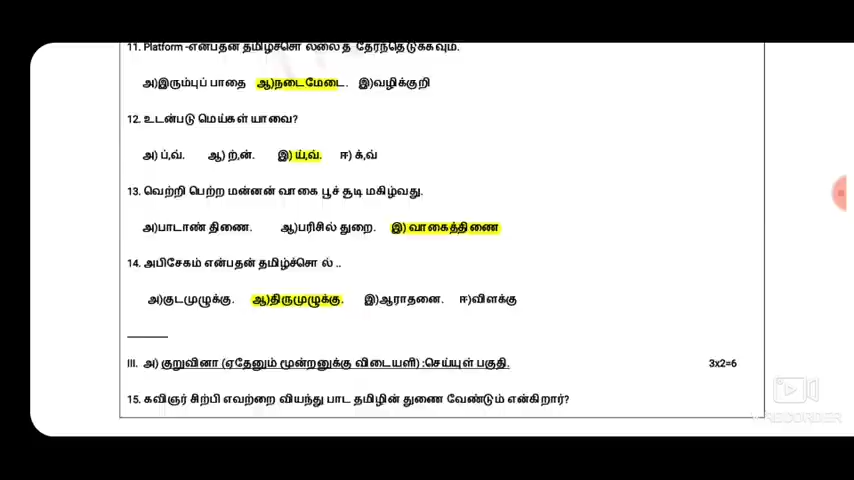 11. Platform -என்பதன் தமிழ்ச்சொ ல்லை த் தேர்ந்தெடுக்கவும்.
அ)இரும்புப் பாதை ஆ)நடைமேடை. இ)வழிக்குறி
12. உடன்படு மெய்கள் யாவை?
அ) ப்,வ். ஆ) ற்,ன். இ) ய்,வ். ஈ) க்,வ்
13. வெற்றி பெற்ற மன்னன் வா கை பூச் சூடி மகிழ்வது.
அ)பாடாண் திணை. ஆ)பரிசில் துறை. இ) வாகைத்திணை
14. அபிசேகம் என்பதன் தமிழ்ச்சொ ல் ..
அ)குடமுழுக்கு. ஆ)திருமுழுக்கு. இ)ஆராதனை. ஈ)விளக்கு
III. அ) குறுவினா (ஏதேனும் மூன்றனுக்கு விடையளி) :செய்யுள் பகுதி. 3x2=6
15. கவிஞர் சிற்பி எவற்றை வியந்து பாட தமிழின் துணை வேண்டும் என்கிறார்?